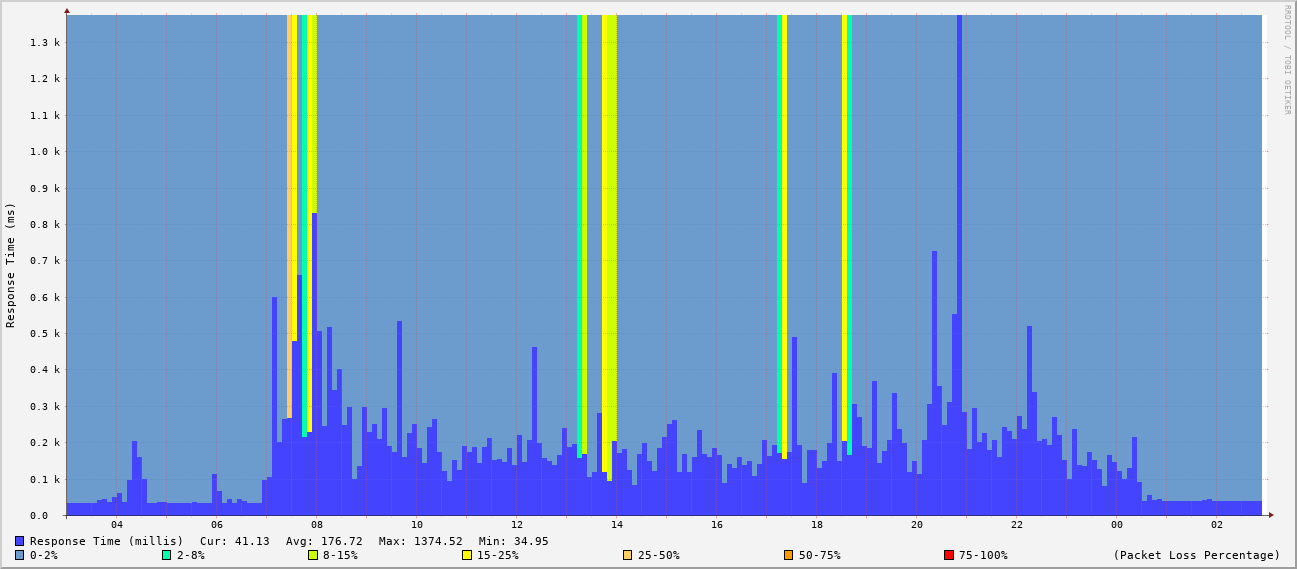 RRDTOOL / TOBI OETIKER
Response Time (ms)
1.3 k
1.2 k
1.1 k
1.0 k
0.9 k
0.8 k
0.7 k
0.6 k
0.5 k
0.4 k
0.3 k
0.2 k
0.1 k
0.0
04 06 08 10 12 14 16 18 20 22 00 02
Response Time (millis) Cur: 41.13 Avg: 176.72 Max: 1374.52 Min: 34.95
0-2% 2-8% 8-15% 15-25% 25-50% 50-75% 75-100% (Packet Loss Percentage)